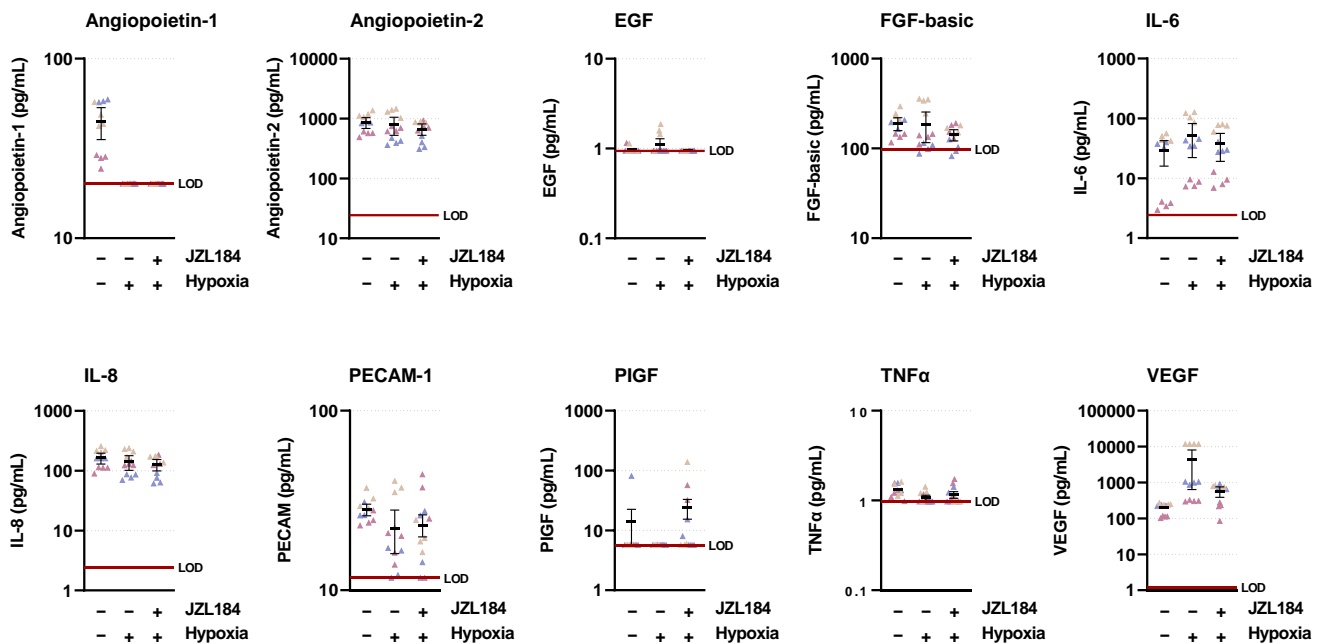 Angiopoietin-1
Angiopoietin-1 (pg/mL)
100
10
LOD
– – + JZL184
– + + Hypoxia
Angiopoietin-2
Angiopoietin-2 (pg/mL)
10000
1000
1000
100
10
LOD
– – + JZL184
– + + Hypoxia
EGF
EGF (pg/mL)
10
1
0.1
LOD
– – + JZL184
– + + Hypoxia
FGF-basic
FGF-basic (pg/mL)
1000
100
10
LOD
– – + JZL184
– + + Hypoxia
IL-6
IL-6 (pg/mL)
1000
100
10
1
LOD
– – + JZL184
– + + Hypoxia
IL-8
IL-8 (pg/mL)
1000
100
10
1
LOD
– – + JZL184
– + + Hypoxia
PECAM-1
PECAM (pg/mL)
100
10
LOD
– – + JZL184
– + + Hypoxia
PIGF
PIGF (pg/mL)
1000
100
10
1
LOD
– – + JZL184
– + + Hypoxia
TNFα
TNFα (pg/mL)
10
1
0.1
LOD
– – + JZL184
– + + Hypoxia
VEGF
VEGF (pg/mL)
100000
10000
1000
100
10
1
LOD
– – + JZL184
– + + Hypoxia